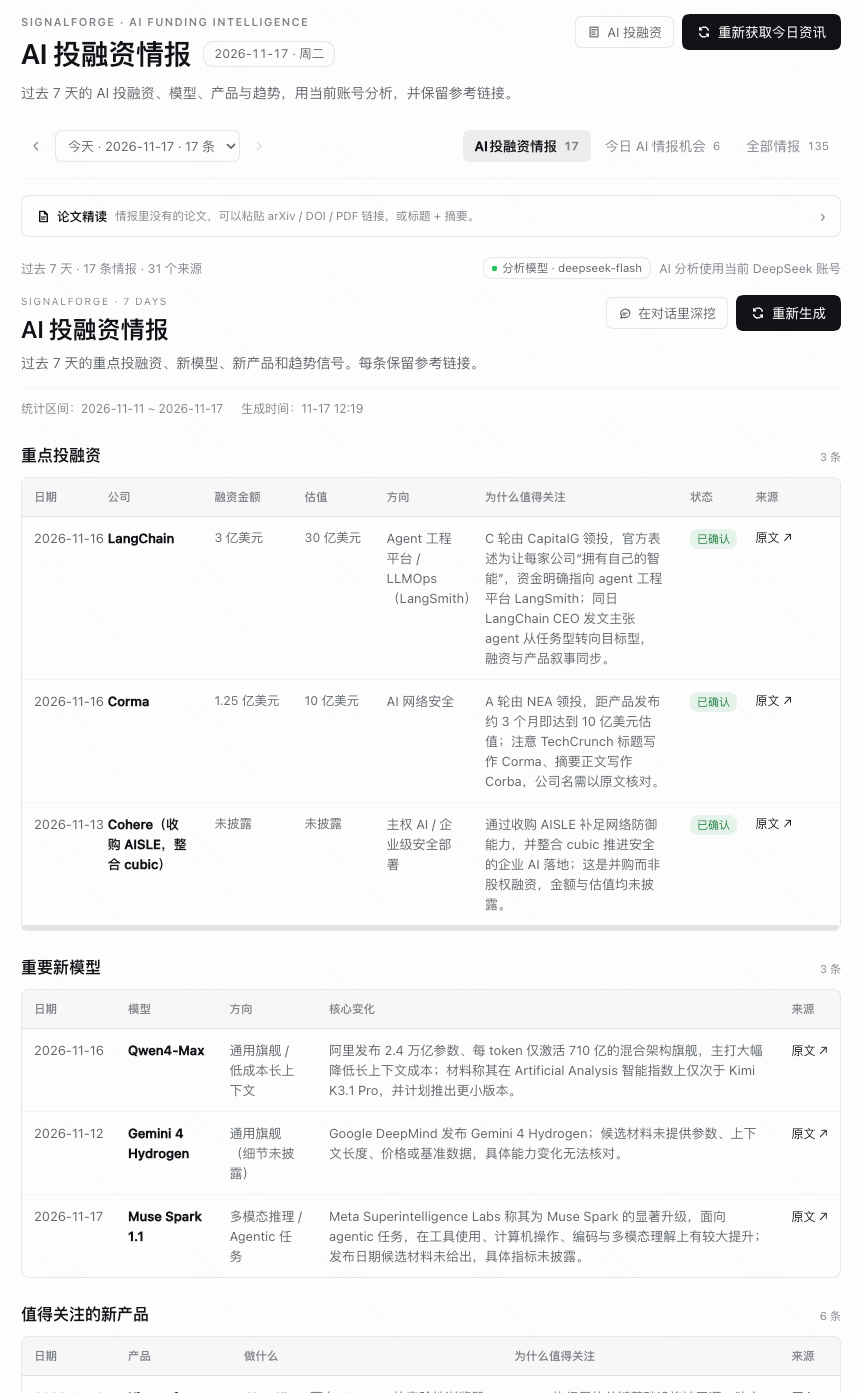 SIGNALFORGE · AI FUNDING INTELLIGENCE
AI 投融资情报 2026-11-17 · 周二
AI 投融资 重新获取今日资讯
过去 7 天的 AI 投融资、模型、产品与趋势，用当前账号分析，并保留参考链接。
今天 · 2026-11-17 · 17 条
AI投融资情报 17 今日 AI 情报机会 6 全部情报 135
论文精读 情报里没有的论文，可以粘贴 arXiv / DOI / PDF 链接，或标题 + 摘要。
过去 7 天 · 17 条情报 · 31 个来源 分析模型 · deepseek-flash AI 分析使用当前 DeepSeek 账号
SIGNALFORGE · 7 DAYS
AI 投融资情报
在对话里深挖 重新生成
过去 7 天的重点投融资、新模型、新产品和趋势信号。每条保留参考链接。
统计区间：2026-11-11 ~ 2026-11-17 生成时间：11-17 12:19
重点投融资 3 条
日期 公司 融资金额 估值 方向 为什么值得关注 状态 来源
2026-11-16 LangChain 3 亿美元 30 亿美元 Agent 工程 C 轮由 CapitalG 领投，官方表 已确认 原文 ↗
平台 / 述为让每家公司“拥有自己的智
LLMOps 能”，资金明确指向 agent 工程
（LangSmith） 平台 LangSmith；同日
LangChain CEO 发文主张
agent 从任务型转向目标型，
融资与产品叙事同步。
2026-11-16 Corma 1.25 亿美元 10 亿美元 AI 网络安全 A 轮由 NEA 领投，距产品发布 已确认 原文 ↗
约 3 个月即达到 10 亿美元估
值；注意 TechCrunch 标题写
作 Corma、摘要正文写作
Corba，公司名需以原文核对。
2026-11-13 Cohere（收 未披露 未披露 主权 AI / 企 通过收购 AISLE 补足网络防御 已确认 原文 ↗
购 AISLE，整 业级安全部 能力，并整合 cubic 推进安全
合 cubic） 署 的企业 AI 落地；这是并购而非
股权融资，金额与估值均未披
露。
重要新模型 3 条
日期 模型 方向 核心变化 来源
2026-11-16 Qwen4-Max 通用旗舰 / 阿里发布 2.4 万亿参数、每 token 仅激活 710 亿的混合架构旗舰，主打大幅 原文 ↗
低成本长上 降低长上下文成本；材料称其在 Artificial Analysis 智能指数上仅次于 Kimi
下文 K3.1 Pro，并计划推出更小版本。
2026-11-12 Gemini 4 通用旗舰 Google DeepMind 发布 Gemini 4 Hydrogen；候选材料未提供参数、上下 原文 ↗
Hydrogen （细节未披 文长度、价格或基准数据，具体能力变化无法核对。
露）
2026-11-17 Muse Spark 多模态推理 / Meta Superintelligence Labs 称其为 Muse Spark 的显著升级，面向 原文 ↗
1.1 Agentic 任 agentic 任务，在工具使用、计算机操作、编码与多模态理解上有较大提升；
务 发布日期候选材料未给出，具体指标未披露。
值得关注的新产品 6 条
日期 产品 做什么 为什么值得关注 来源